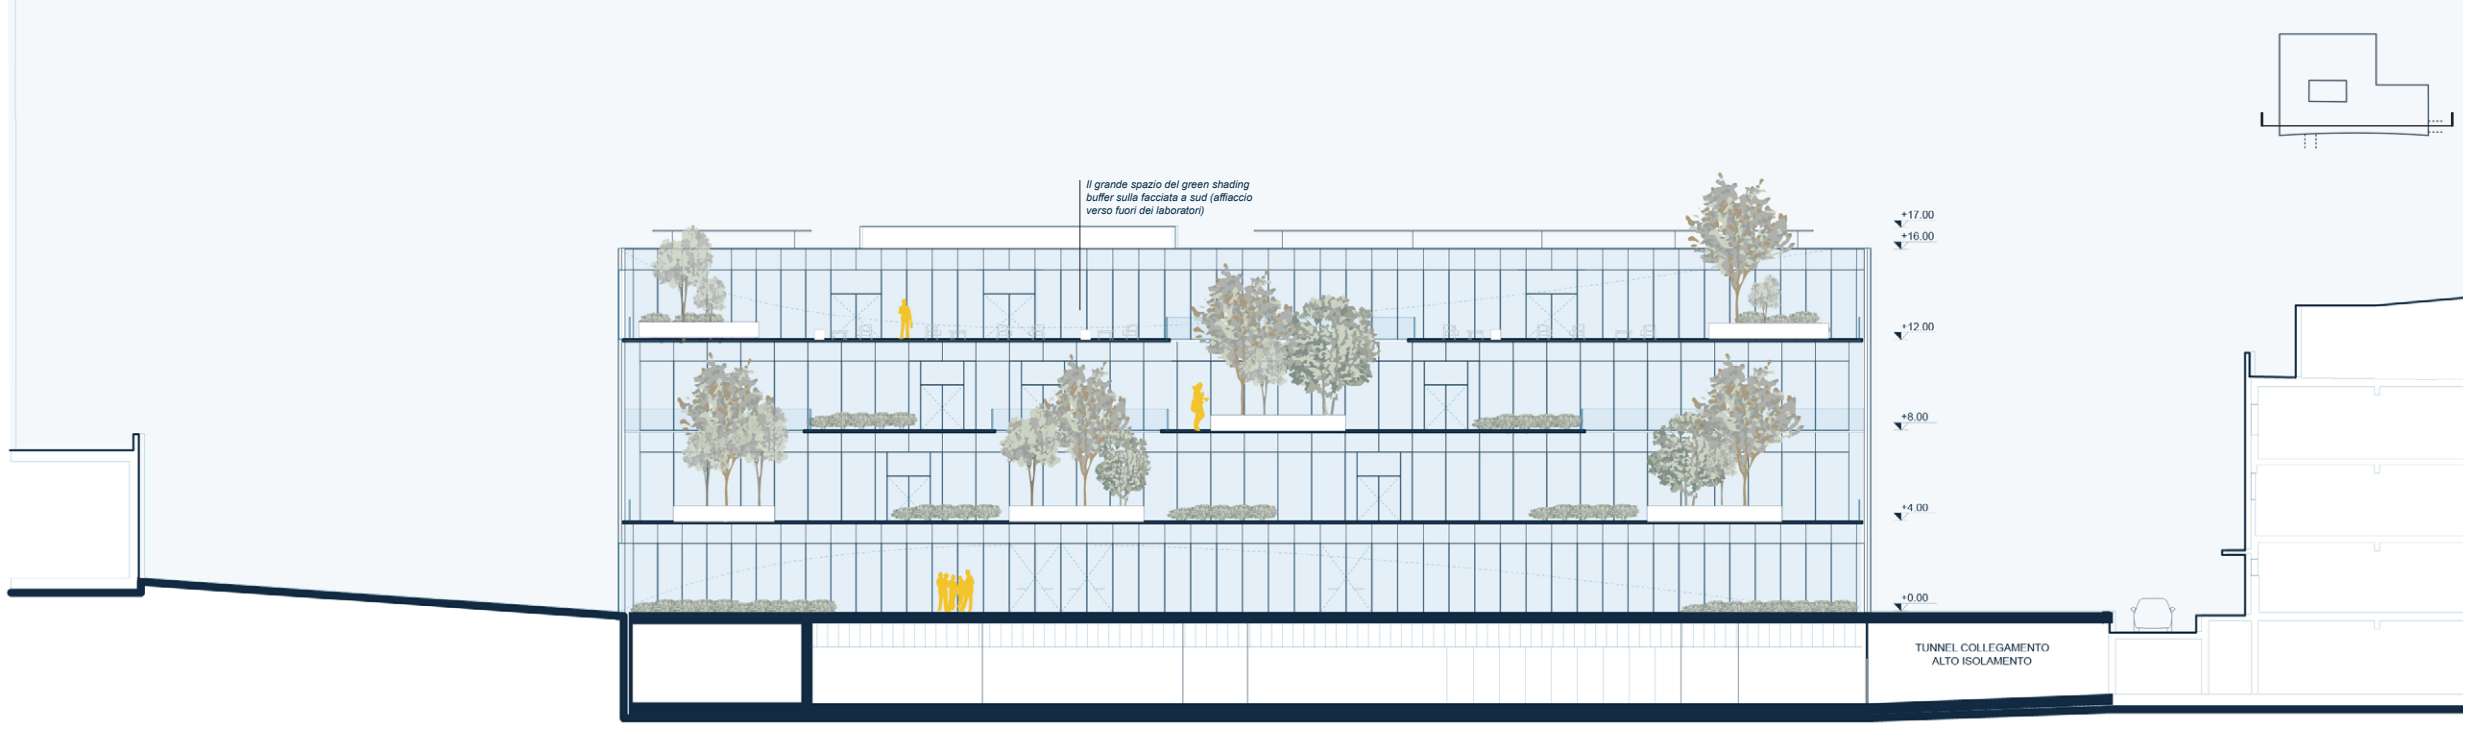 Il grande spazio del green shading
buffer sulla facciata a sud (affiaccio
verso fuori dei laboratori)
+17.00
+16.00
+12.00
+8.00
+4.00
+0.00
TUNNEL COLLEGAMENTO
ALTO ISOLAMENTO